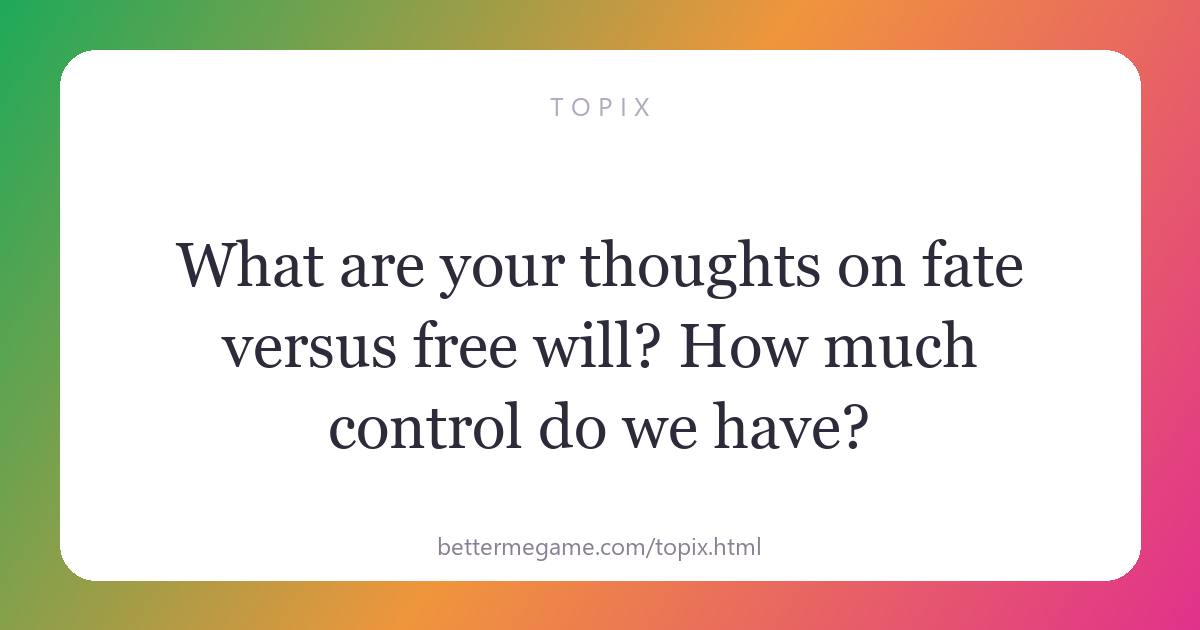 TOPIX
What are your thoughts on fate
versus free will? How much
control do we have?
bettermegame.com/topix.html